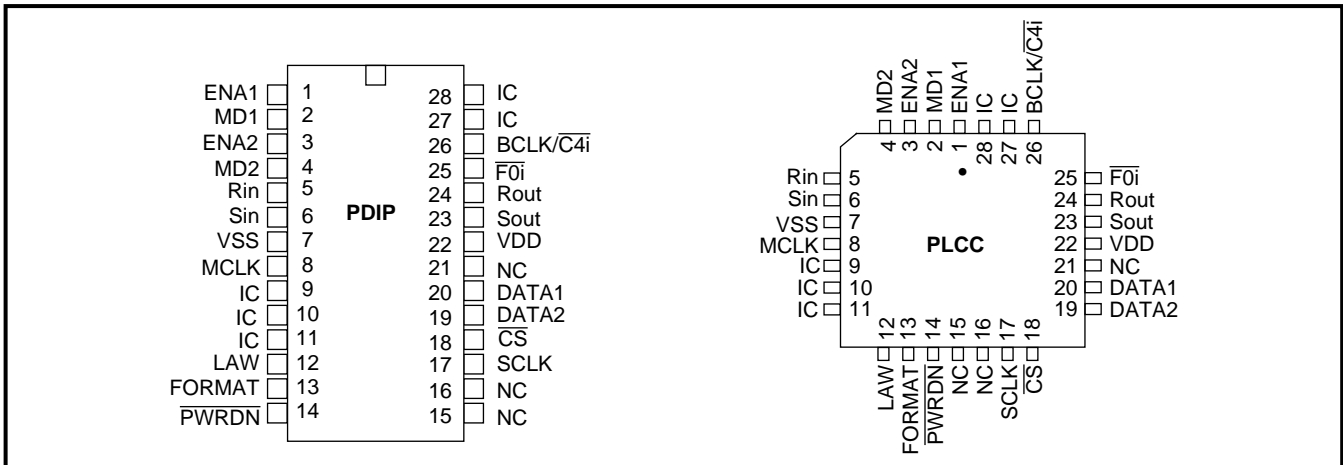 ENA1 1 28 IC
MD1 2 27 IC
ENA2 3 26 BCLK/C4i
MD2 4 25 F0i
Rin 5 24 Rout
Sin 6 23 Sout
VSS 7 22 VDD
MCLK 8 21 NC
IC 9 20 DATA1
IC 10 19 DATA2
IC 11 18 CS
LAW 12 17 SCLK
FORMAT 13 16 NC
PWRDN 14 15 NC
PDIP
MD2 ENA2 MD1 ENA1 IC IC BCLK/C4i
4 3 2 1 28 27 26
Rin 5 25 F0i
Sin 6 24 Rout
VSS 7 23 Sout
MCLK 8 22 VDD
IC 9 21 NC
IC 10 20 DATA1
IC 11 19 DATA2
PLCC
12 13 14 15 16 17 18
LAW FORMAT PWRDN NC NC SCLK CS